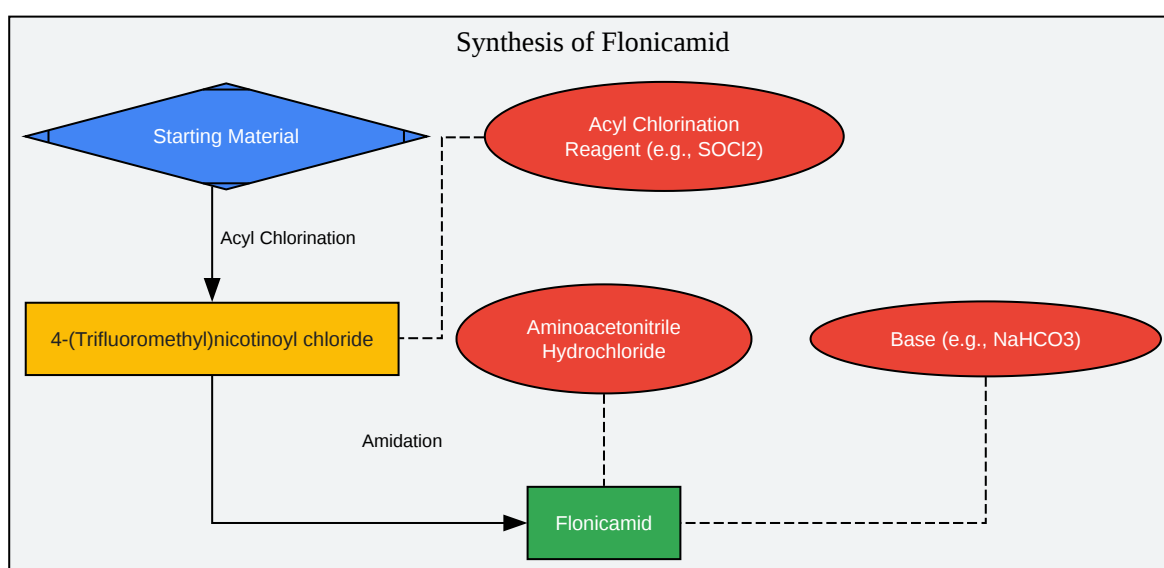 Synthesis of Flonicamid
Starting Material
Acyl Chlorination
Reagent (e.g., SOCl2)
Acyl Chlorination
4-(Trifluoromethyl)nicotinoyl chloride
Aminoacetonitrile
Hydrochloride
Base (e.g., NaHCO3)
Amidation
Flonicamid